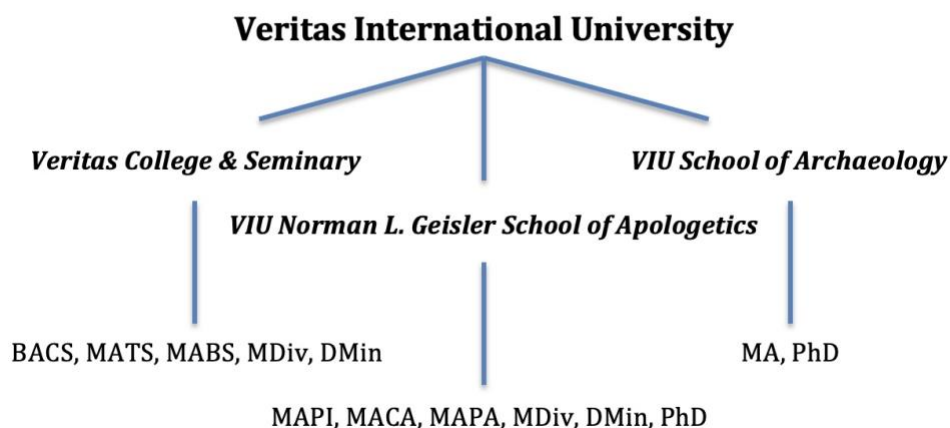 Veritas International University
Veritas College & Seminary
VIU School of Archaeology
VIU Norman L. Geisler School of Apologetics
BACS, MATS, MABS, MDiv, DMin
MA, PhD
MAPI, MACA, MAPA, MDiv, DMin, PhD